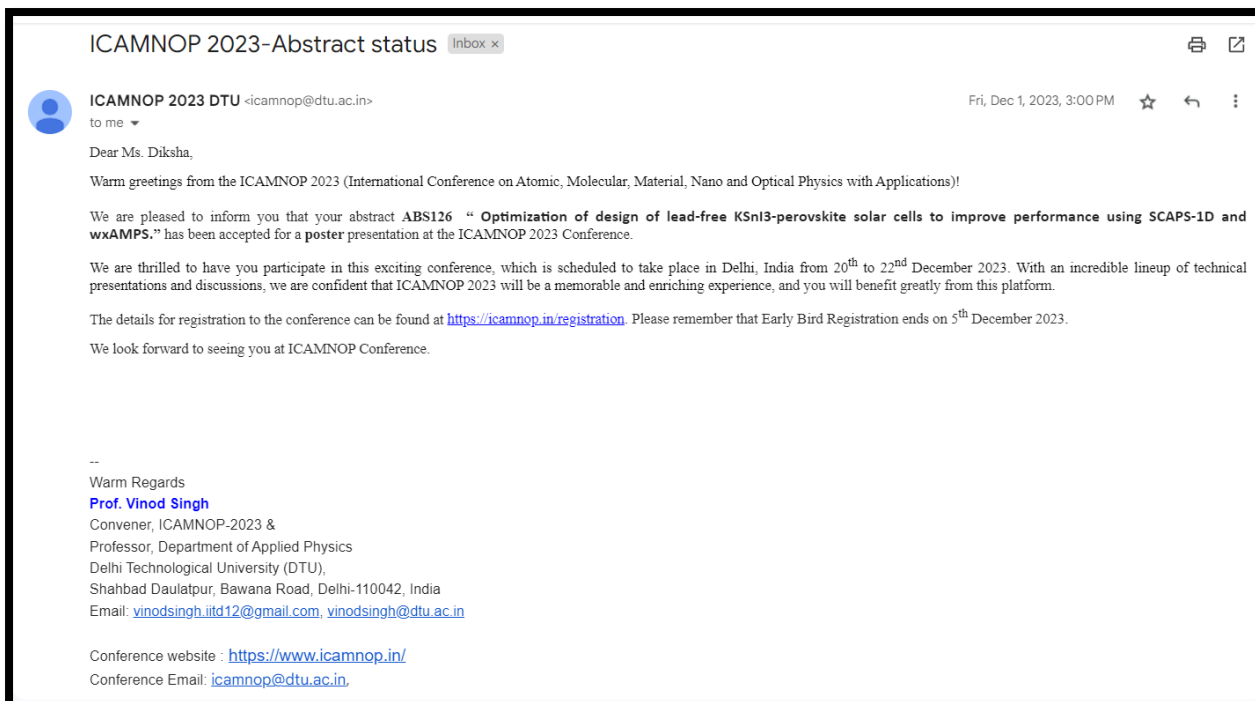 ICAMNOP 2023-Abstract status Inbox ×
ICAMNOP 2023 DTU <icamnop@dtu.ac.in> Fri, Dec 1, 2023, 3:00 PM
to me
Dear Ms. Diksha,
Warm greetings from the ICAMNOP 2023 (International Conference on Atomic, Molecular, Material, Nano and Optical Physics with Applications)!
We are pleased to inform you that your abstract ABS126 “ Optimization of design of lead-free KSnI3-perovskite solar cells to improve performance using SCAPS-1D and
wxAMPS.” has been accepted for a poster presentation at the ICAMNOP 2023 Conference.
We are thrilled to have you participate in this exciting conference, which is scheduled to take place in Delhi, India from 20th to 22nd December 2023. With an incredible lineup of technical
presentations and discussions, we are confident that ICAMNOP 2023 will be a memorable and enriching experience, and you will benefit greatly from this platform.
The details for registration to the conference can be found at https://icamnop.in/registration. Please remember that Early Bird Registration ends on 5th December 2023.
We look forward to seeing you at ICAMNOP Conference.
--
Warm Regards
Prof. Vinod Singh
Convener, ICAMNOP-2023 &
Professor, Department of Applied Physics
Delhi Technological University (DTU),
Shahbad Daulatpur, Bawana Road, Delhi-110042, India
Email: vinodsingh.iitd12@gmail.com, vinodsingh@dtu.ac.in
Conference website : https://www.icamnop.in/
Conference Email: icamnop@dtu.ac.in,